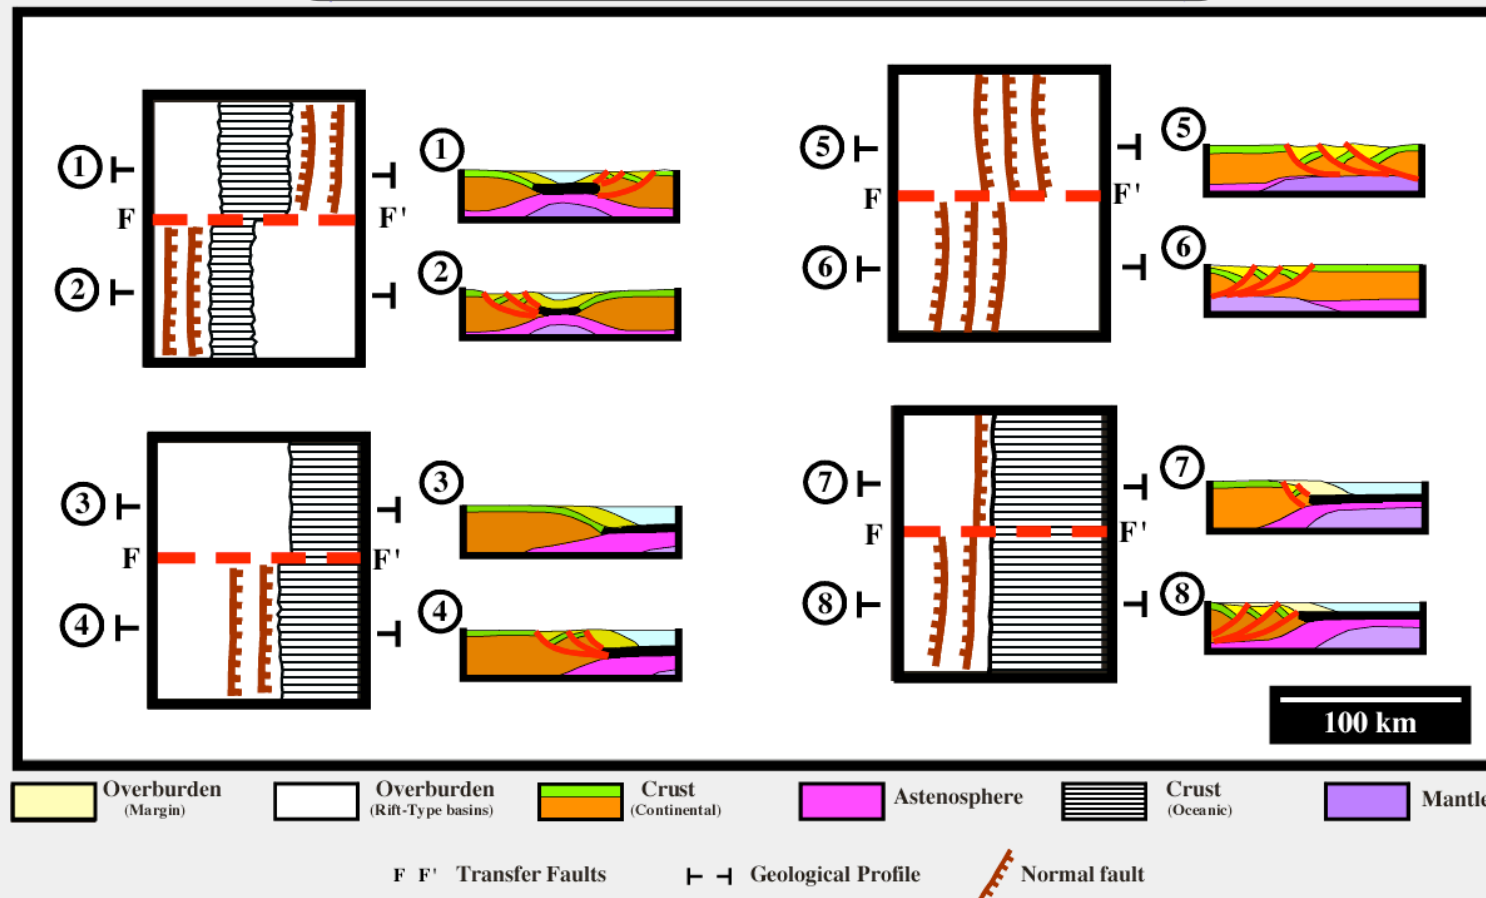 1
1
F
F'
2
2
5
5
F
F'
6
6
3
3
F
F'
4
4
7
7
F
F'
8
8
100 km
Overburden
(Margin)
Overburden
(Rift-Type basins)
Crust
(Continental)
Astenosphere
Crust
(Oceanic)
Mantle
F F' Transfer Faults
Geological Profile
Normal fault